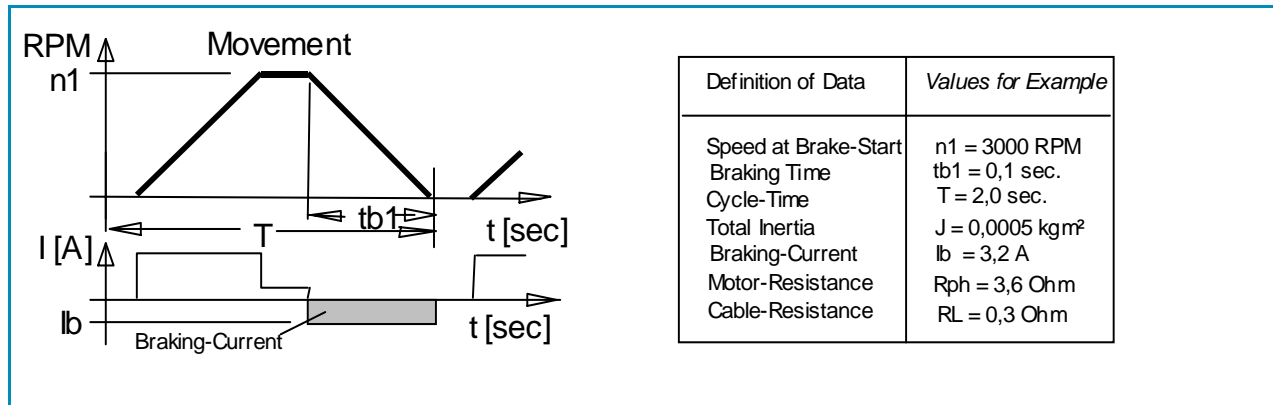 RPM
Movement
n1
tb1
T
t [sec]
I [A]
Ib
Braking-Current
t [sec]
Definition of Data Values for Example
Speed at Brake-Start n1 = 3000 RPM
Braking Time tb1 = 0,1 sec.
Cycle-Time T = 2,0 sec.
Total Inertia J = 0,0005 kgm²
Braking-Current Ib = 3,2 A
Motor-Resistance Rph = 3,6 Ohm
Cable-Resistance RL = 0,3 Ohm